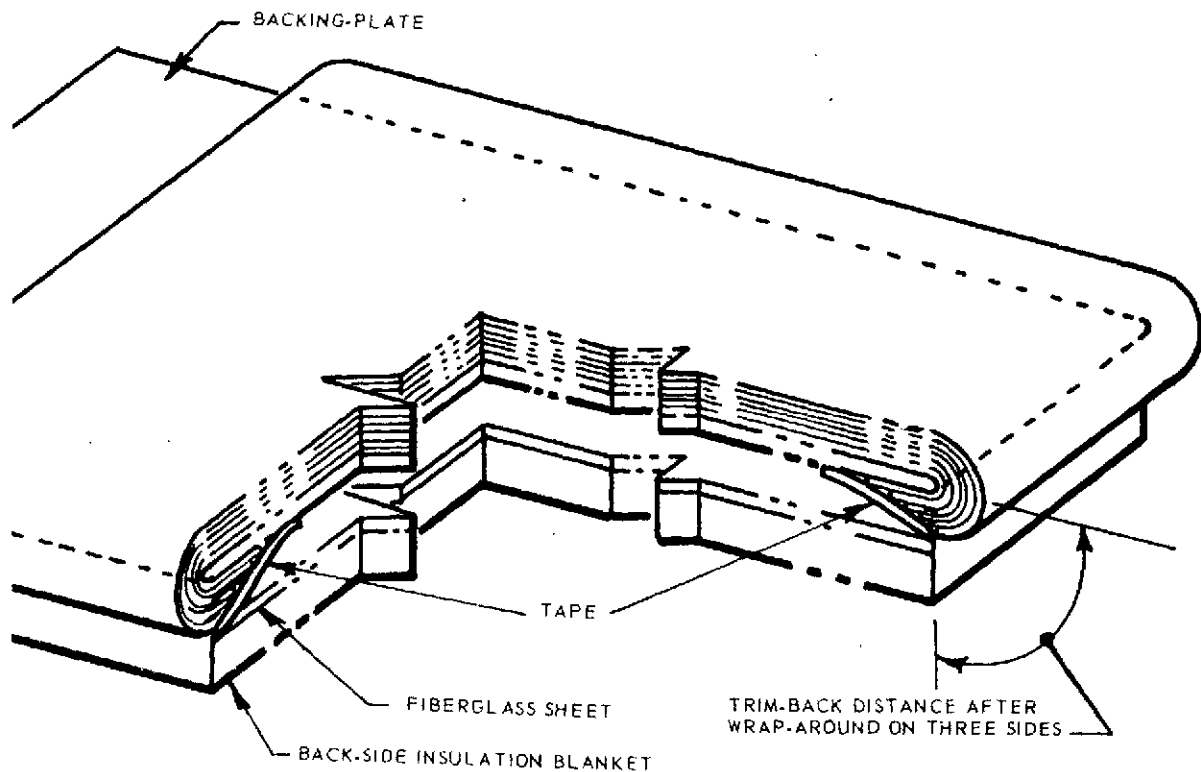 BACKING-PLATE
TAPE
FIBERGLASS SHEET
BACK-SIDE INSULATION BLANKET
TRIM-BACK DISTANCE AFTER
WRAP-AROUND ON THREE SIDES